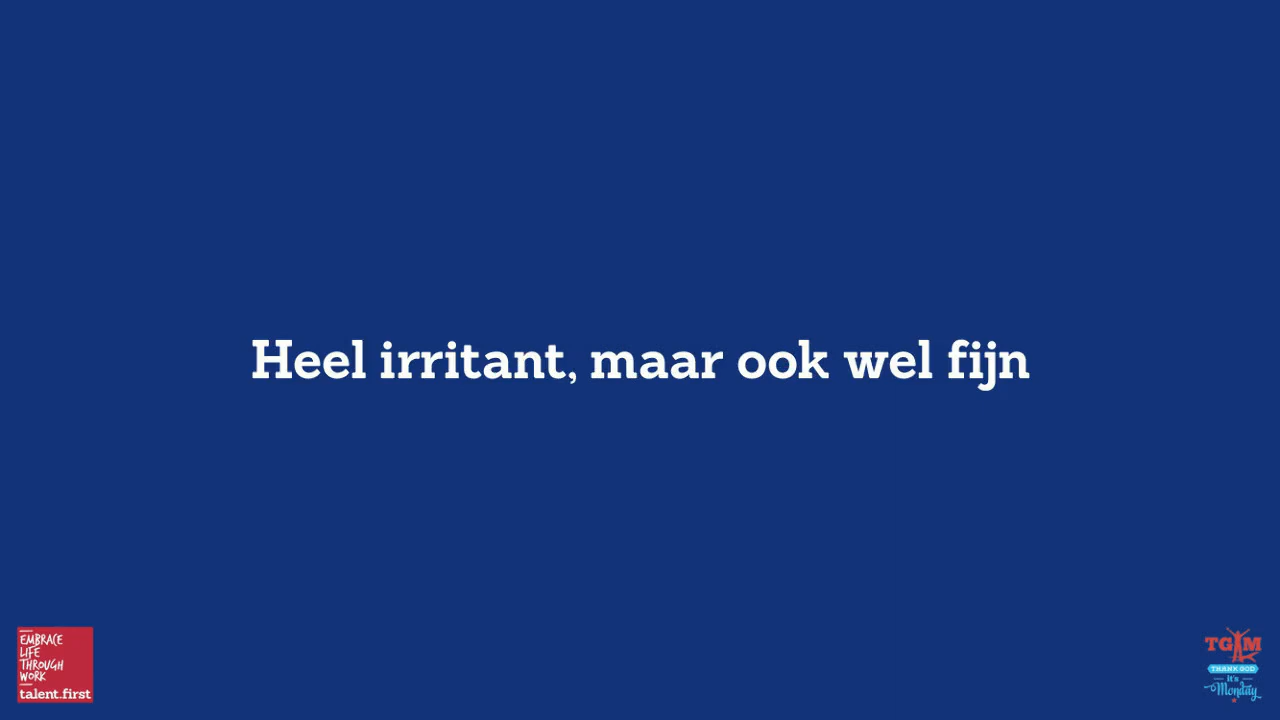 Heel irritant, maar ook wel fijn
EMBRACE
LIFE
THROUGH
WORK
talent.first
TGIM
THANK GOD
it's
Monday